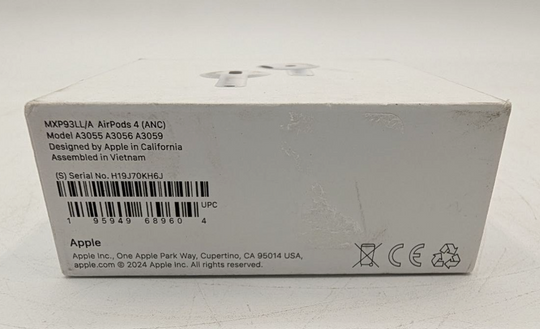 MXP93LL/A AirPods 4 (ANC)
Model A3055 A3056 A3059
Designed by Apple in California
Assembled in Vietnam
(S) Serial No. H19J70KH6J
UPC
1 95949 68960 4
Apple
Apple Inc., One Apple Park Way, Cupertino, CA 95014 USA,
apple.com © 2024 Apple Inc. All rights reserved.
CE